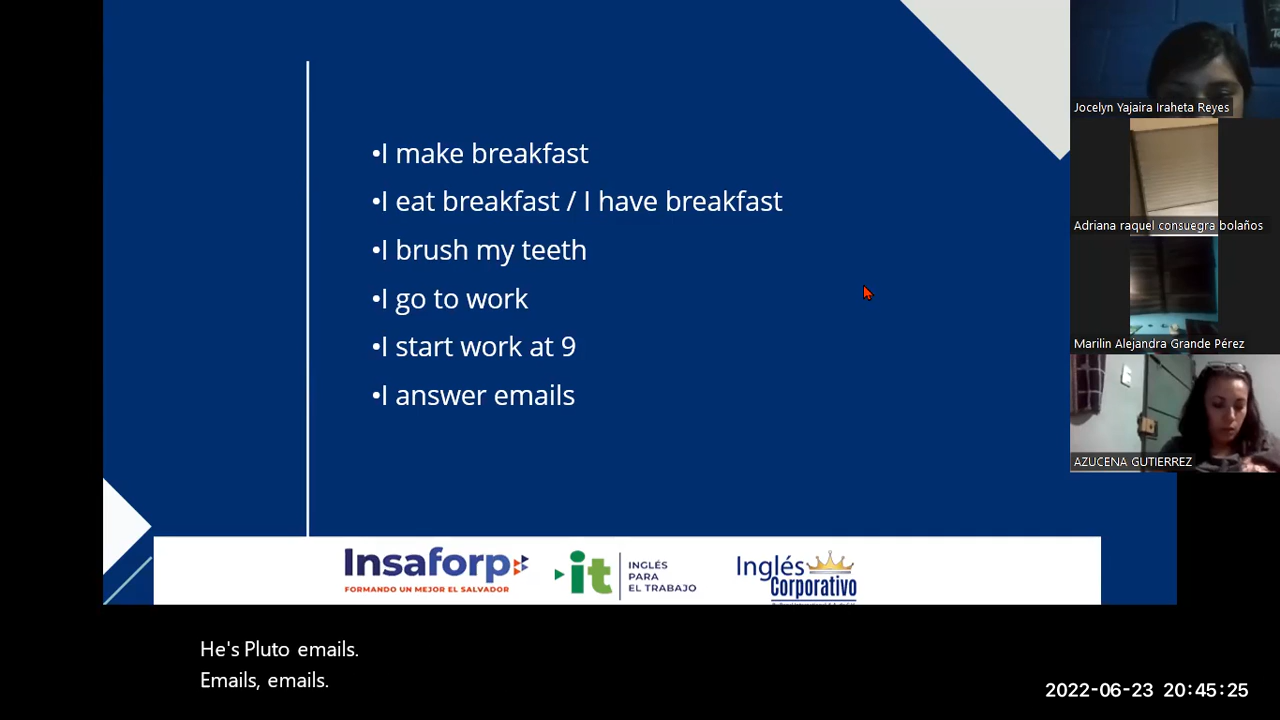 •I make breakfast
•I eat breakfast / I have breakfast
•I brush my teeth
•I go to work
•I start work at 9
•I answer emails
Jocelyn Yajaira Iraheta Reyes
Adriana raquel consuegra bolaños
Marilin Alejandra Grande Pérez
AZUCENA GUTIERREZ
Insaforp
FORMANDO UN MEJOR EL SALVADOR
it
INGLÉS
PARA
EL TRABAJO
Inglés
Corporativo
He's Pluto emails.
Emails, emails.
2022-06-23 20:45:25